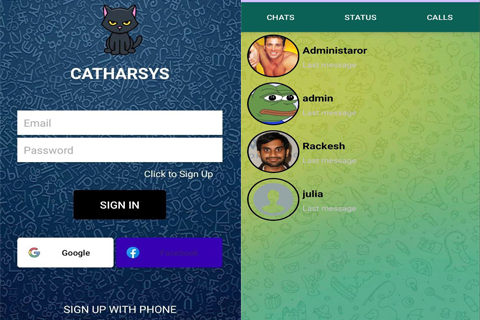 CATHARSYS
Email
Password
Click to Sign Up
SIGN IN
Google
Facebook
SIGN UP WITH PHONE
CHATS STATUS CALLS
Administaror
Last message
admin
Last message
Rackesh
Last message
julia
Last message